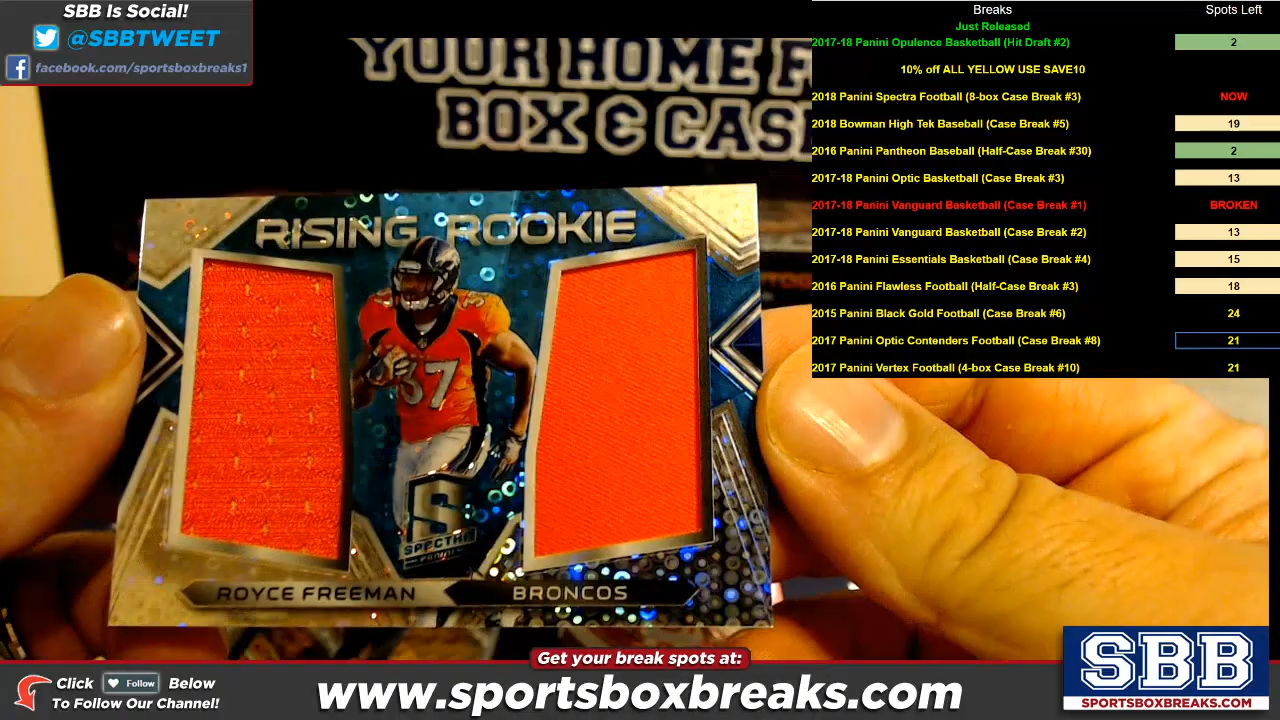 SBB Is Social!
@SBBTWEET
facebook.com/sportsboxbreaks1
YOUR HOME F
BOX & CAS
Breaks Spots Left
Just Released
2017-18 Panini Opulence Basketball (Hit Draft #2) 2
10% off ALL YELLOW USE SAVE10
2018 Panini Spectra Football (8-box Case Break #3) NOW
2018 Bowman High Tek Baseball (Case Break #5) 19
2016 Panini Pantheon Baseball (Half-Case Break #30) 2
2017-18 Panini Optic Basketball (Case Break #3) 13
2017-18 Panini Vanguard Basketball (Case Break #1) BROKEN
2017-18 Panini Vanguard Basketball (Case Break #2) 13
2017-18 Panini Essentials Basketball (Case Break #4) 15
2016 Panini Flawless Football (Half-Case Break #3) 18
2015 Panini Black Gold Football (Case Break #6) 24
2017 Panini Optic Contenders Football (Case Break #8) 21
2017 Panini Vertex Football (4-box Case Break #10) 21
RISING ROOKIE
37
37
S
SPECTRA
PANINI
ROYCE FREEMAN BRONCOS
Get your break spots at:
Click Follow Below
To Follow Our Channel!
www.sportsboxbreaks.com
SBB
SPORTSBOXBREAKS.COM